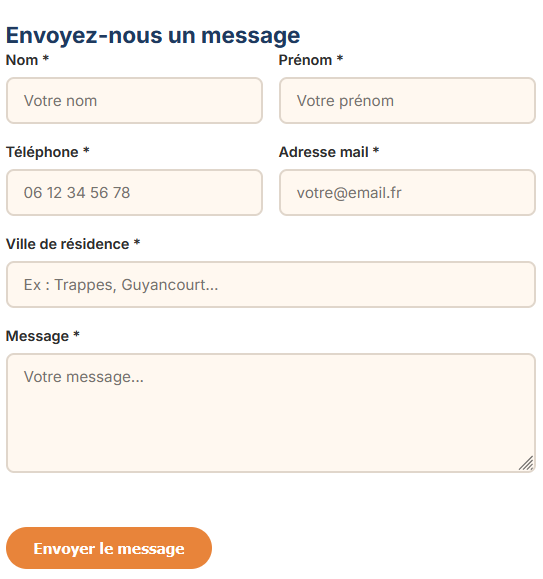 Envoyez-nous un message
Nom * Prénom *
Votre nom Votre prénom
Téléphone * Adresse mail *
06 12 34 56 78 votre@email.fr
Ville de résidence *
Ex : Trappes, Guyancourt...
Message *
Votre message...
Envoyer le message